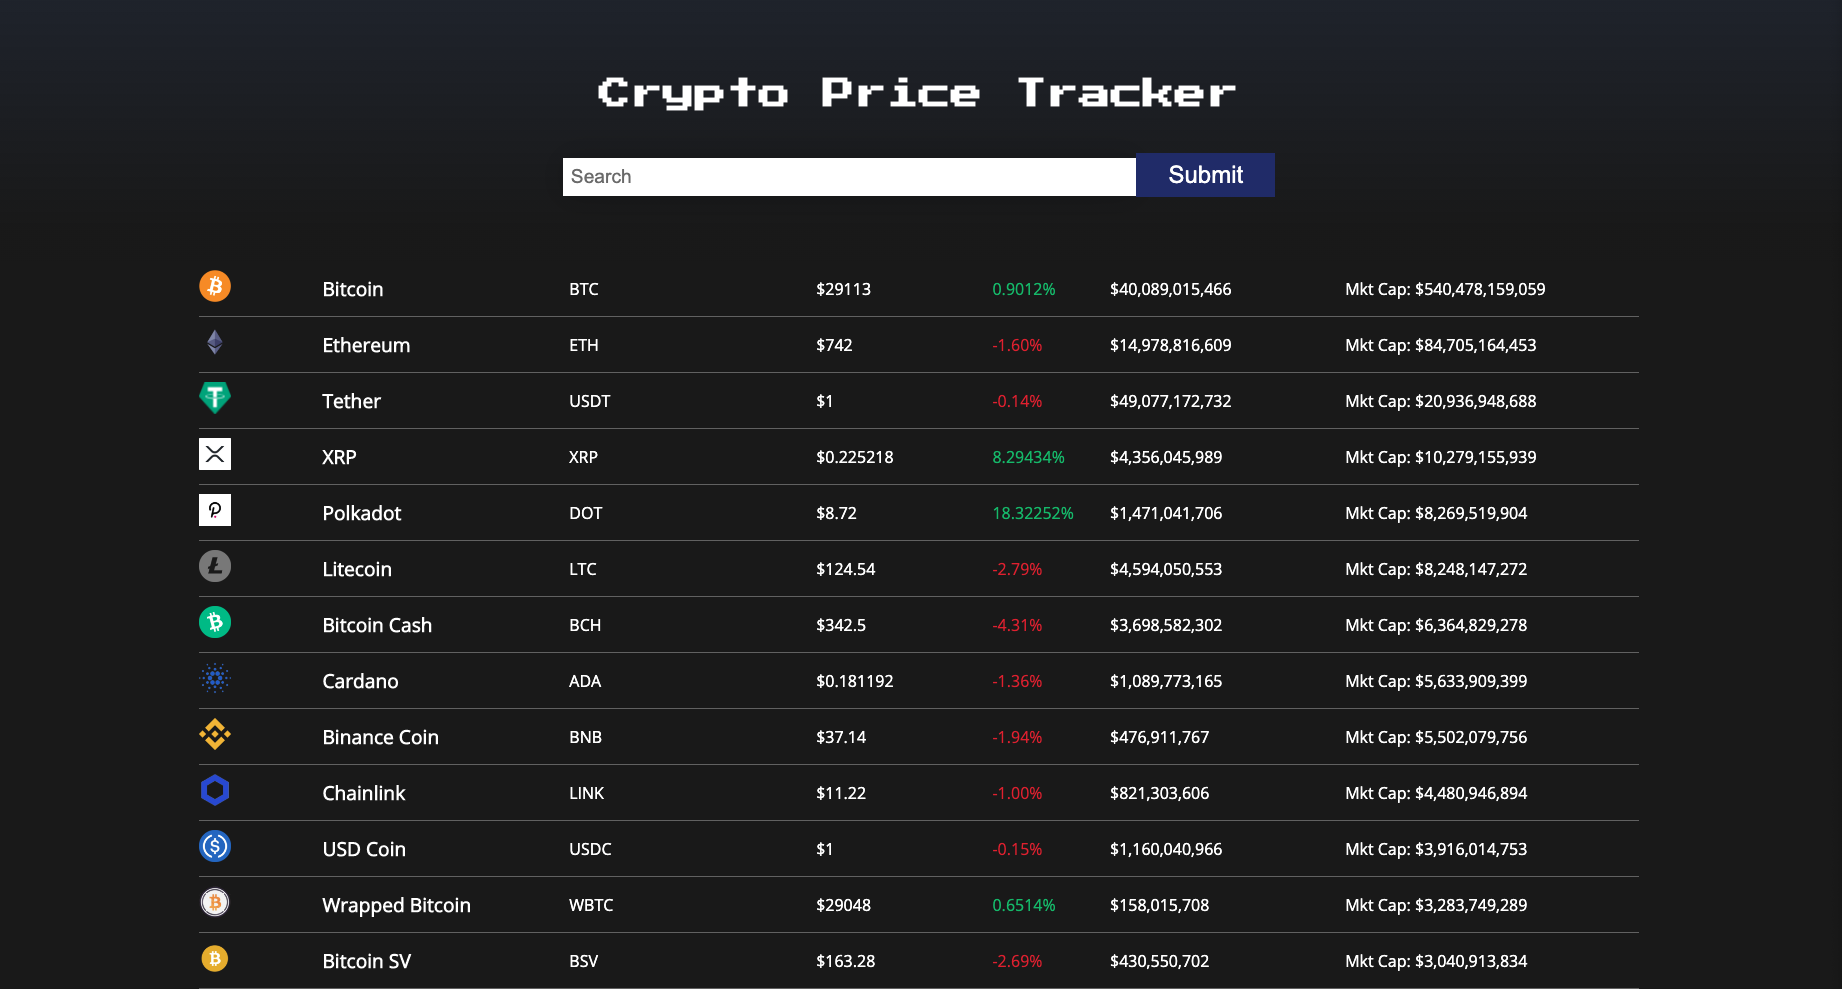 Crypto Price Tracker
Search Submit
Bitcoin BTC $29113 0.9012% $40,089,015,466 Mkt Cap: $540,478,159,059
Ethereum ETH $742 -1.60% $14,978,816,609 Mkt Cap: $84,705,164,453
Tether USDT $1 -0.14% $49,077,172,732 Mkt Cap: $20,936,948,688
XRP XRP $0.225218 8.29434% $4,356,045,989 Mkt Cap: $10,279,155,939
Polkadot DOT $8.72 18.32252% $1,471,041,706 Mkt Cap: $8,269,519,904
Litecoin LTC $124.54 -2.79% $4,594,050,553 Mkt Cap: $8,248,147,272
Bitcoin Cash BCH $342.5 -4.31% $3,698,582,302 Mkt Cap: $6,364,829,278
Cardano ADA $0.181192 -1.36% $1,089,773,165 Mkt Cap: $5,633,909,399
Binance Coin BNB $37.14 -1.94% $476,911,767 Mkt Cap: $5,502,079,756
Chainlink LINK $11.22 -1.00% $821,303,606 Mkt Cap: $4,480,946,894
USD Coin USDC $1 -0.15% $1,160,040,966 Mkt Cap: $3,916,014,753
Wrapped Bitcoin WBTC $29048 0.6514% $158,015,708 Mkt Cap: $3,283,749,289
Bitcoin SV BSV $163.28 -2.69% $430,550,702 Mkt Cap: $3,040,913,834